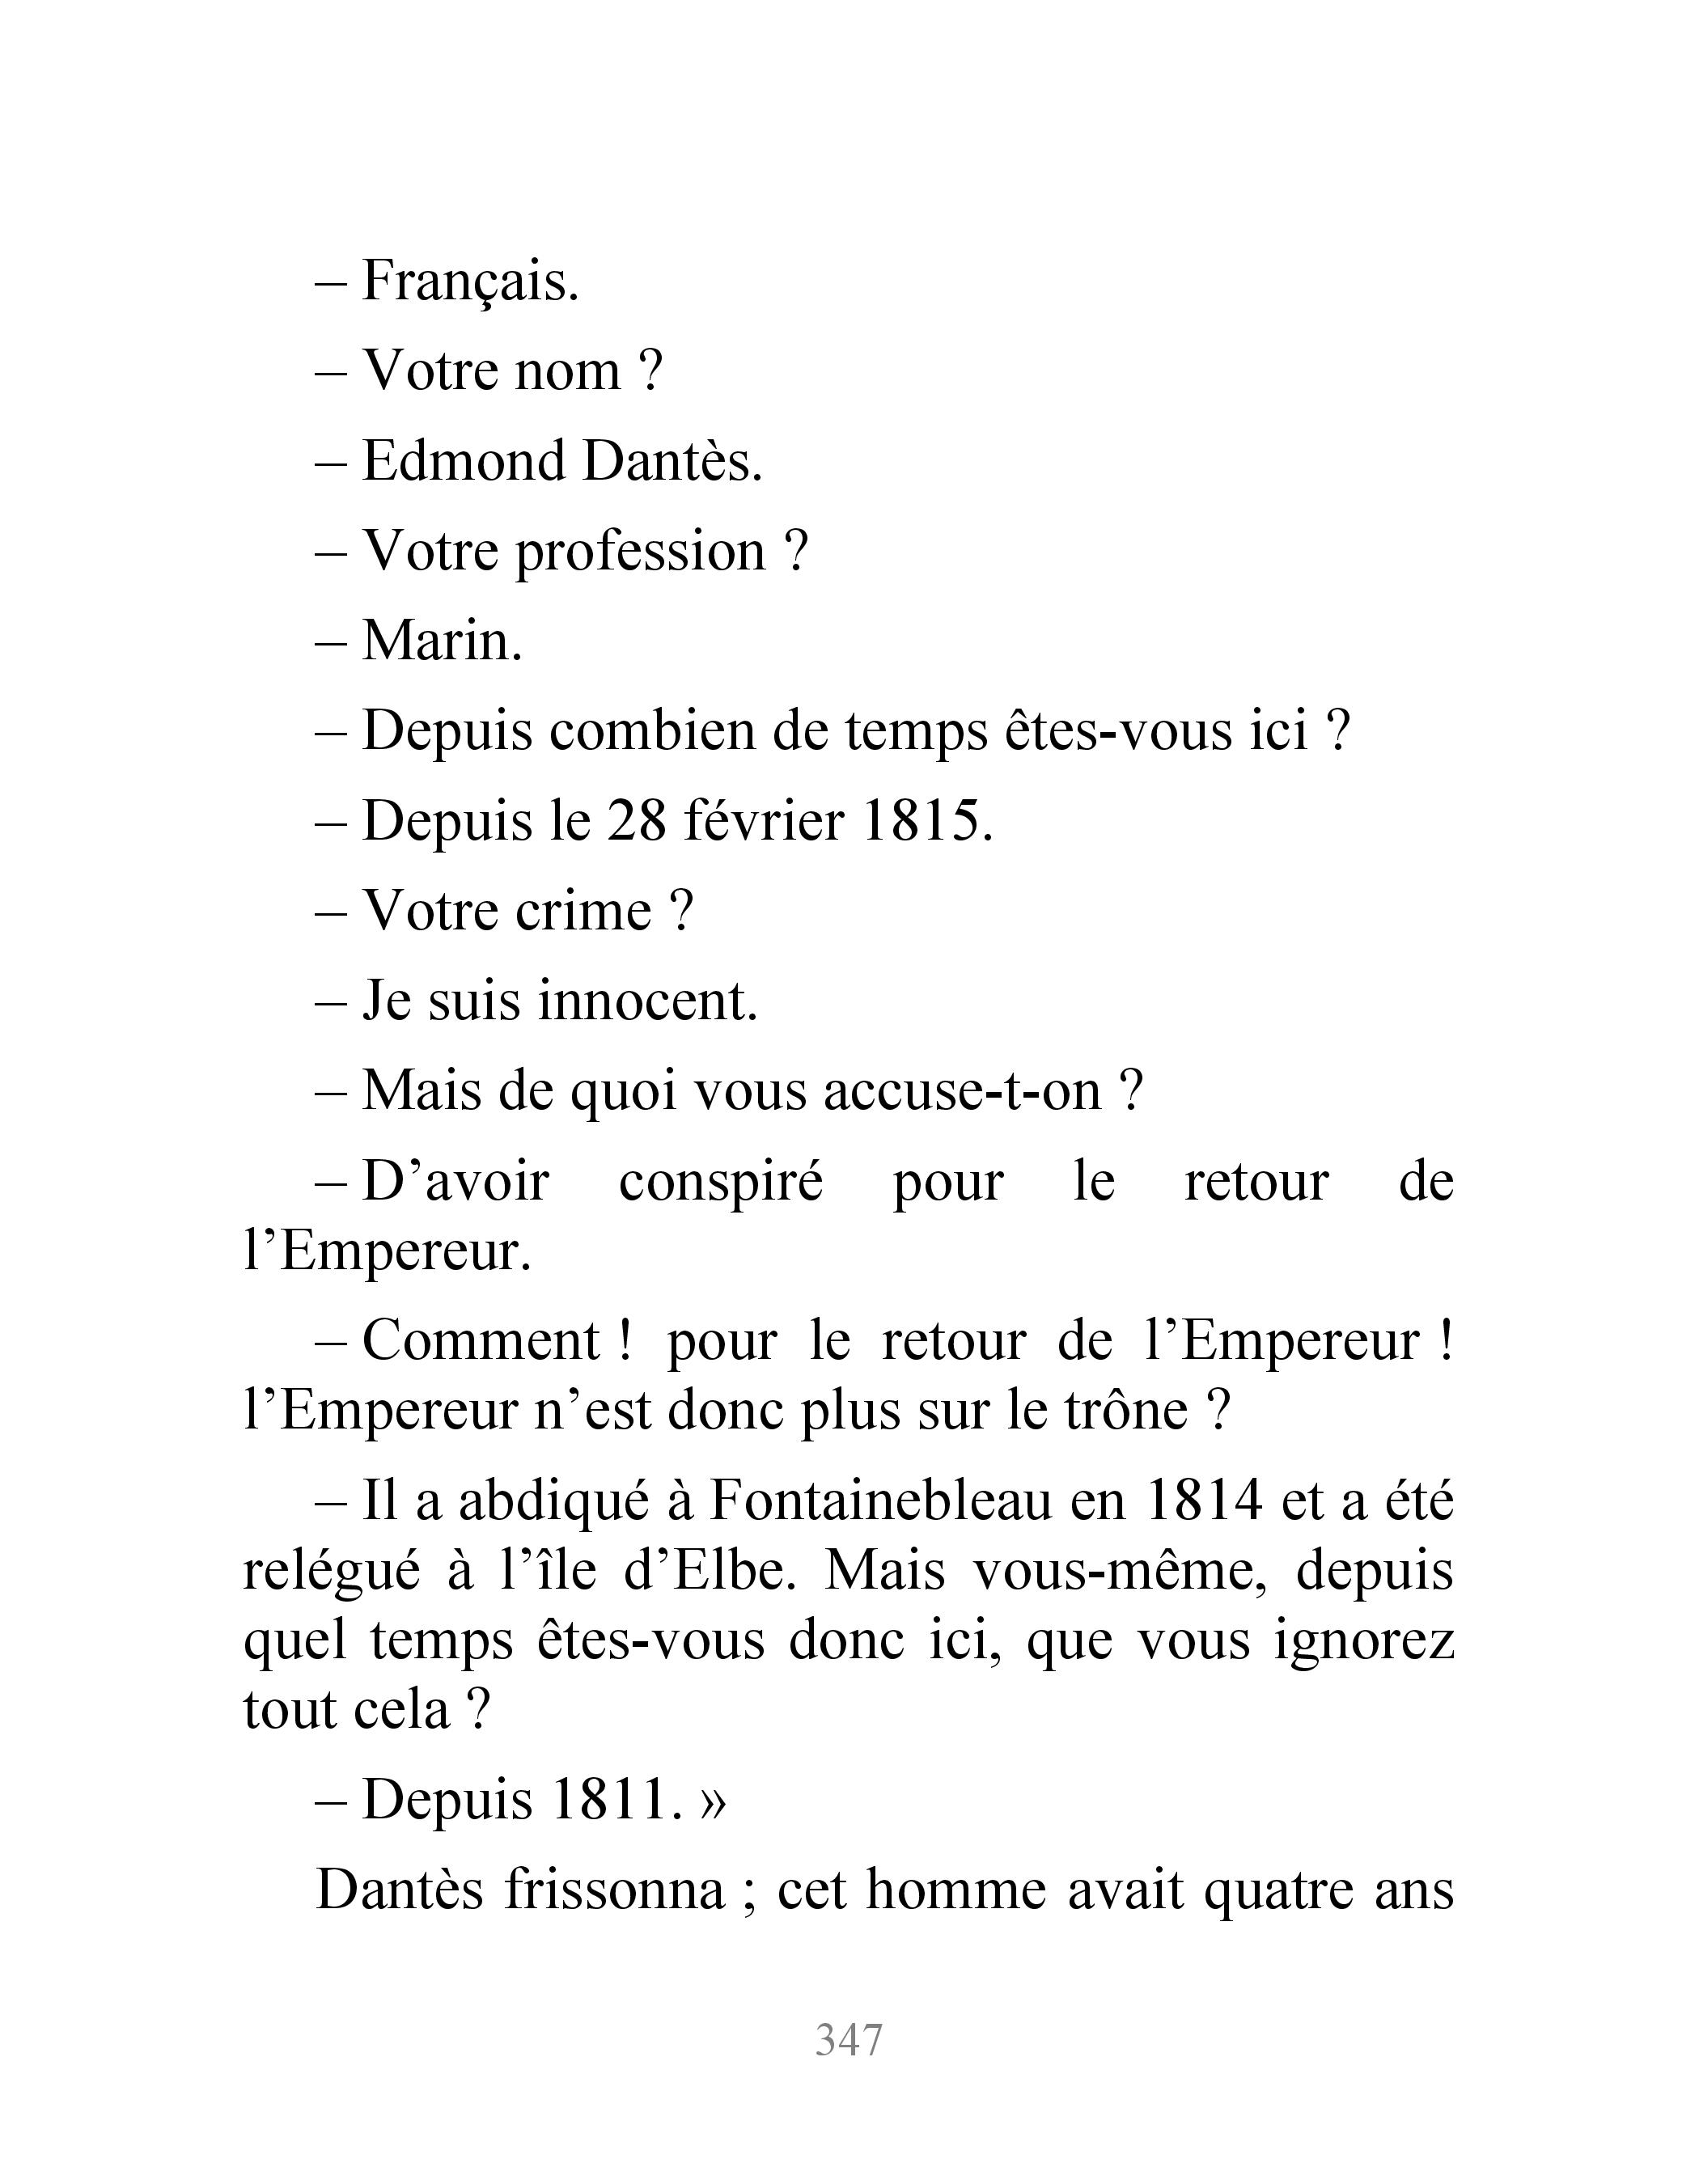 – Français.
– Votre nom ?
– Edmond Dantès.
– Votre profession ?
– Marin.
– Depuis combien de temps êtes-vous ici ?
– Depuis le 28 février 1815.
– Votre crime ?
– Je suis innocent.
– Mais de quoi vous accuse-t-on ?
– D’avoir conspiré pour le retour de
l’Empereur.
– Comment ! pour le retour de l’Empereur !
l’Empereur n’est donc plus sur le trône ?
– Il a abdiqué à Fontainebleau en 1814 et a été
relégué à l’île d’Elbe. Mais vous-même, depuis
quel temps êtes-vous donc ici, que vous ignorez
tout cela ?
– Depuis 1811. »
Dantès frissonna ; cet homme avait quatre ans
347